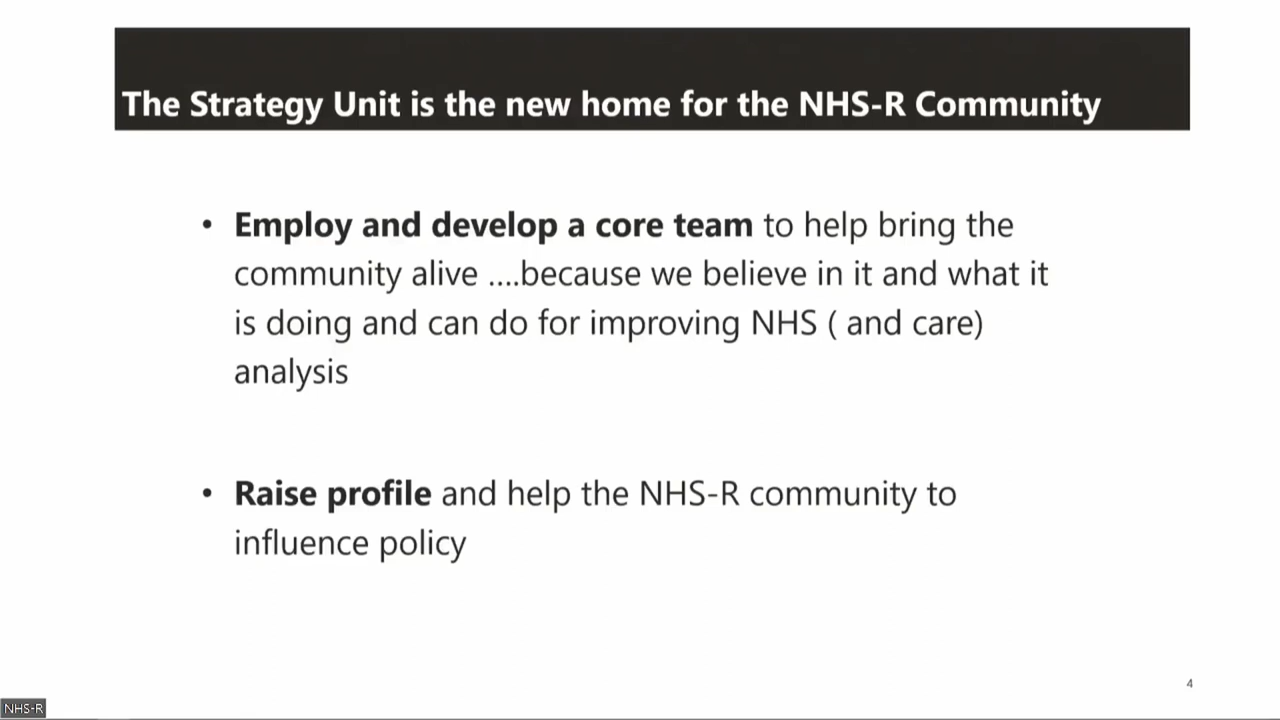 The Strategy Unit is the new home for the NHS-R Community
• Employ and develop a core team to help bring the
community alive ....because we believe in it and what it
is doing and can do for improving NHS ( and care)
analysis
• Raise profile and help the NHS-R community to
influence policy
4
NHS-R